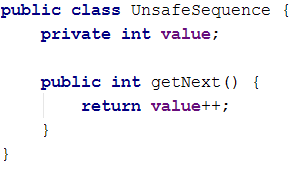 public class UnsafeSequence {
    private int value;

    public int getNext() {
        return value++;
    }
}